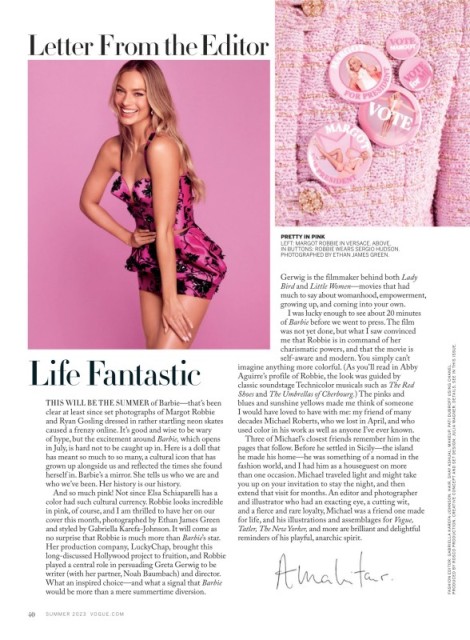 Letter From the Editor
VOTE
MARGOT
VOTE
MARGOT
PRETTY IN PINK
LEFT: MARGOT ROBBIE IN VERSACE. ABOVE,
IN BUTTONS: ROBBIE WEARS SERGIO HUDSON.
PHOTOGRAPHED BY ETHAN JAMES GREEN.
Life Fantastic
THIS WILL BE THE SUMMER of Barbie—that's been
clear at least since set photographs of Margot Robbie
and Ryan Gosling dressed in rather startling neon skates
caused a frenzy online. It's good and wise to be wary
of hype, but the excitement around Barbie, which opens
in July, is hard not to be caught up in. Here is a doll that
has meant so much to so many, a cultural icon that has
grown up alongside us and reflected the times she found
herself in. Barbie's mirror. She tells us who we are and
who we've been. Her history is our history.
And so much pink! Not since Elsa Schiaparelli has a
color had such cultural currency. Robbie looks incredible
in pink, of course, and I am thrilled to have her on our
cover this month, photographed by Ethan James Green
and styled by Gabriella Karefa-Johnson. It will come as
no surprise that Robbie is much more than Barbie's star.
Her production company, LuckyChap, brought this
long-discussed Hollywood project to fruition, and Robbie
played a central role in persuading Greta Gerwig to be
writer (with her partner, Noah Baumbach) and director.
What an inspired choice—and what a signal that Barbie
would be more than a mere summertime diversion.
Gerwig is the filmmaker behind both Lady
Bird and Little Women—movies that had
much to say about womanhood, empowerment,
growing up, and coming into your own.
I was lucky enough to see about 20 minutes
of Barbie before we went to press. The film
was not yet done, but what I saw convinced
me that Robbie is in command of her
charismatic powers, and that the movie is
self-aware and modern. You simply can't
imagine anything more colorful. (As you'll read in Abby
Aguirre's profile of Robbie, the look was guided by
classic soundstage Technicolor musicals such as The Red
Shoes and The Umbrellas of Cherbourg.) The pinks and
blues and sunshine yellows made me think of someone
I would have loved to have with me: my friend of many
decades Michael Roberts, who we lost in April, and who
used color in his work as well as anyone I've ever known.
Three of Michael's closest friends remember him in the
pages that follow. Before he settled in Sicily—the island
he made his home—he was something of a nomad in the
fashion world, and I had him as a houseguest on more
than one occasion. Michael traveled light and might take
you up on your invitation to stay the night, and then
extend that visit for months. An editor and photographer
and illustrator who had an exacting eye, a cutting wit,
and a fierce and rare loyalty, Michael was a friend one made
for life, and his illustrations and assemblages for Vogue,
Tatler, The New Yorker, and more are brilliant and delightful
reminders of his playful, anarchic spirit.
SUMMER 2023 VOGUE.COM